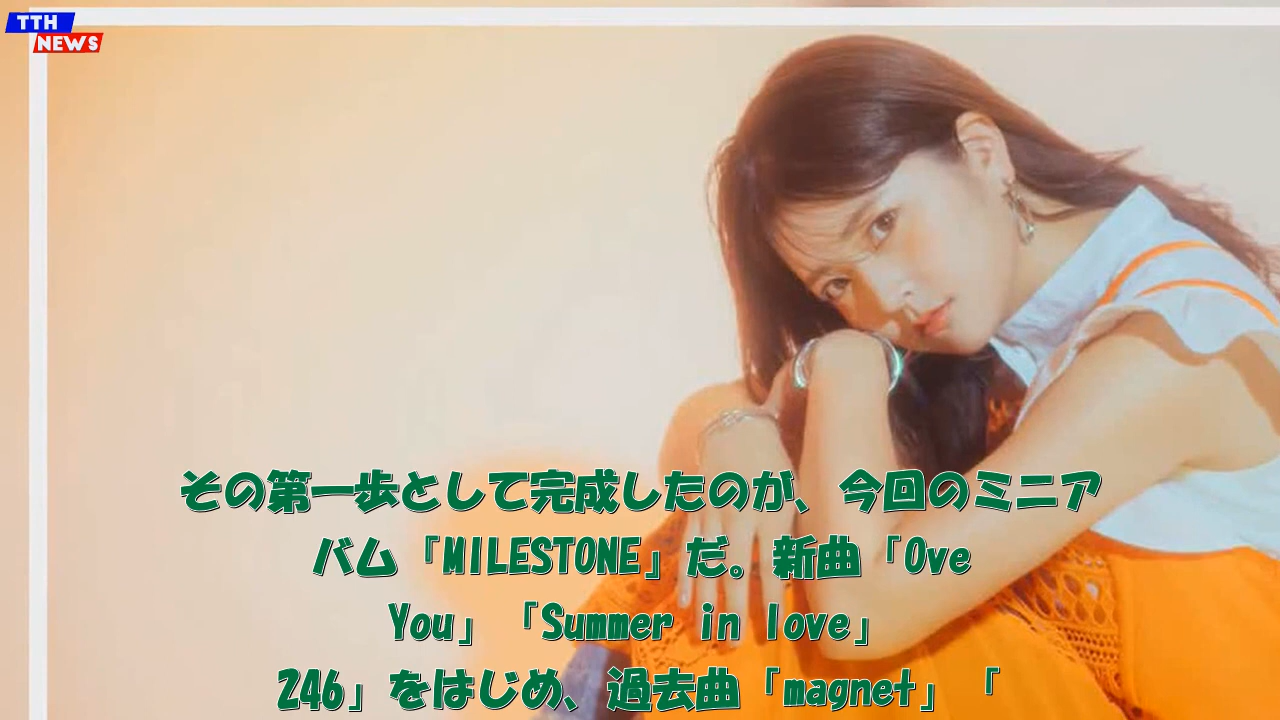 TTH
NEWS
その第一歩として完成したのが、今回のミニア
バム『MILESTONE』だ。新曲「Ove
You」「Summer in love」
246」をはじめ、過去曲「magnet」「